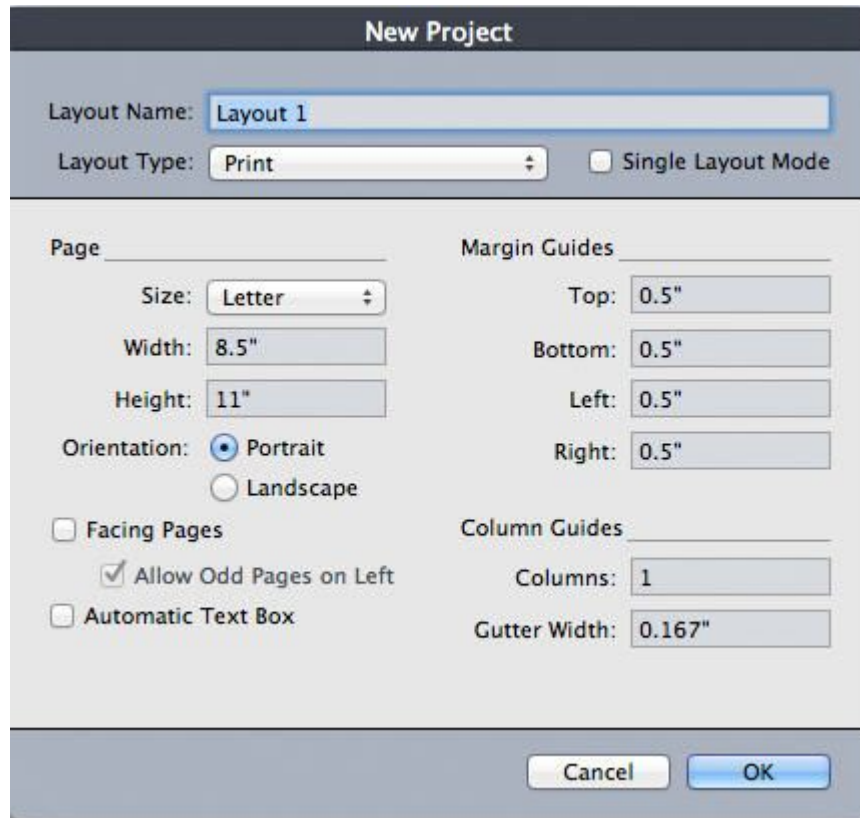 New Project
Layout Name: Layout 1
Layout Type: Print Single Layout Mode
Page
Size: Letter
Width: 8.5"
Height: 11"
Orientation: Portrait
Landscape
Facing Pages
Allow Odd Pages on Left
Automatic Text Box
Margin Guides
Top: 0.5"
Bottom: 0.5"
Left: 0.5"
Right: 0.5"
Column Guides
Columns: 1
Gutter Width: 0.167"
Cancel OK